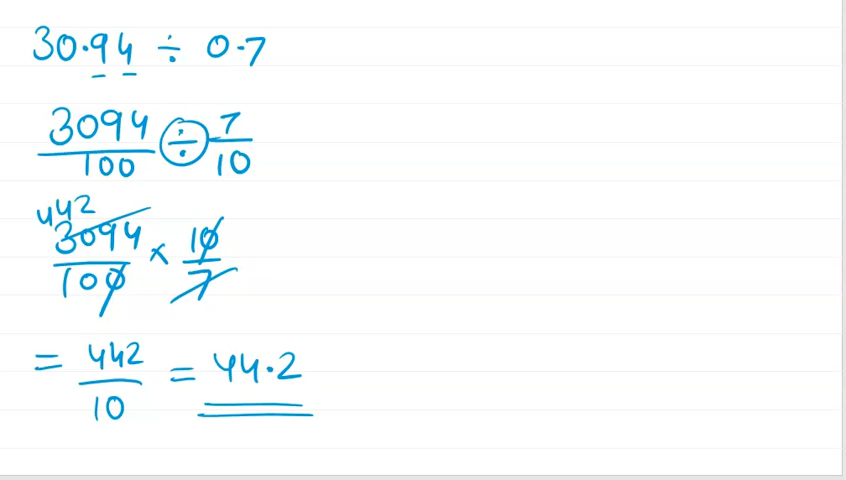 30.94 ÷ 0.7
3094/100 ÷ 7/10
442
3094/100 × 10/7
= 442/10 = 44.2